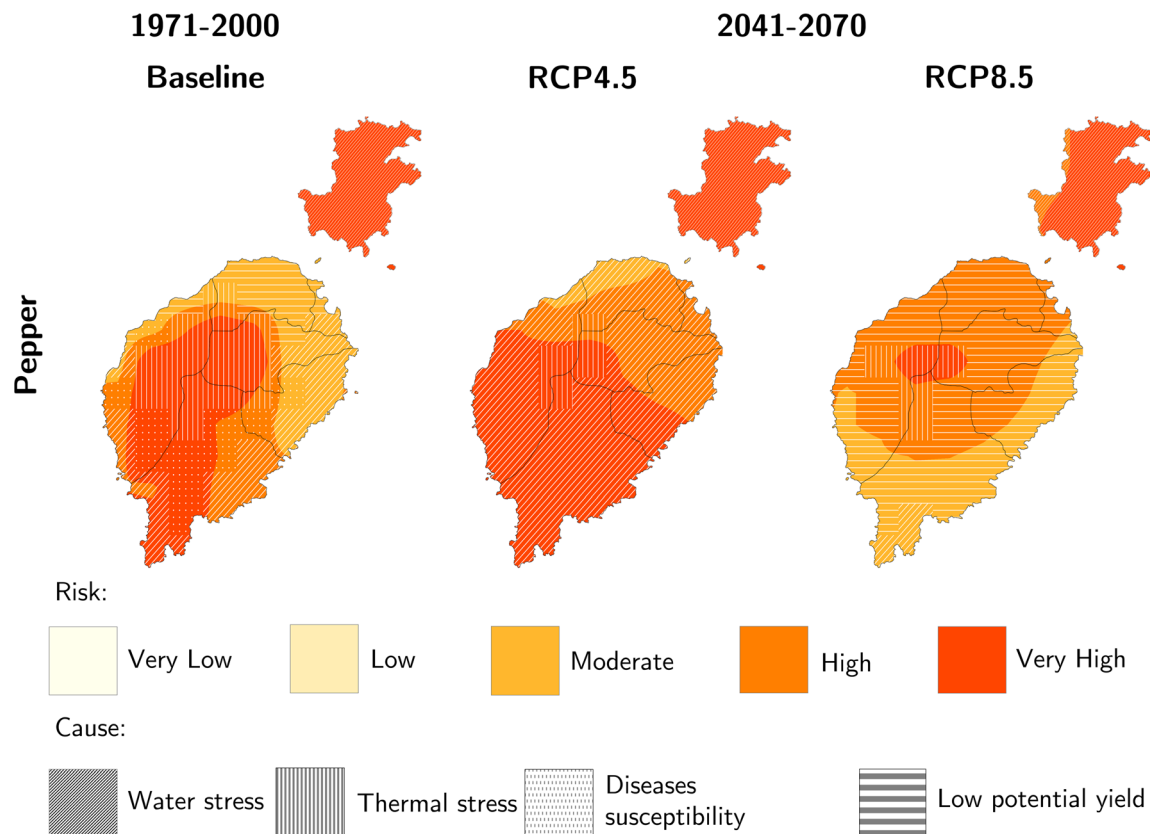 1971-2000
2041-2070
Baseline
RCP4.5
RCP8.5
Pepper
Risk:
Very Low
Low
Moderate
High
Very High
Cause:
Water stress
Thermal stress
Diseases
susceptibility
Low potential yield